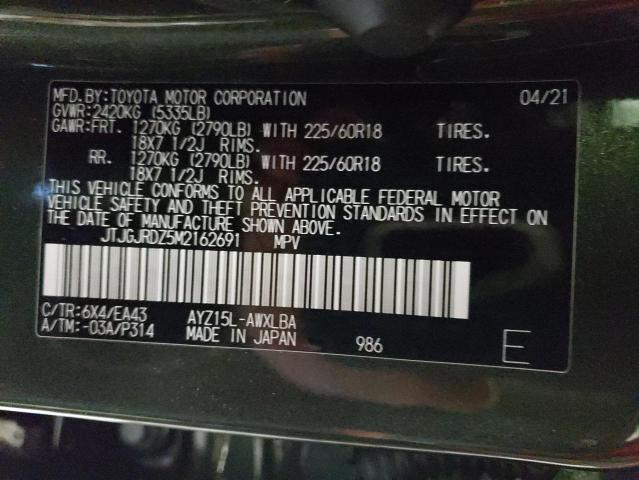 MFD.BY:TOYOTA MOTOR CORPORATION 04/21
GVWR:2420KG (5335LB)
GAWR:FRT. 1270KG (2790LB) WITH 225/60R18 TIRES.
18X7 1/2J RIMS.
RR. 1270KG (2790LB) WITH 225/60R18 TIRES.
18X7 1/2J RIMS.
THIS VEHICLE CONFORMS TO ALL APPLICABLE FEDERAL MOTOR
VEHICLE SAFETY AND THEFT PREVENTION STANDARDS IN EFFECT ON
THE DATE OF MANUFACTURE SHOWN ABOVE.
JTJGJRDZ5M2162691 MPV
C/TR:6X4/EA43 AYZ15L-AWXLBA
A/TM:-03A/P314 MADE IN JAPAN 986 E